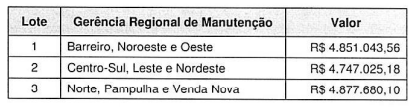 Lote Gerência Regional de Manutenção Valor
1 Barreiro, Noroeste e Oeste R$ 4.851.043,56
2 Centro-Sul, Leste e Nordeste R$ 4.747.025,18
3 Norte, Pampulha e Venda Nova R$ 4.877.680,10